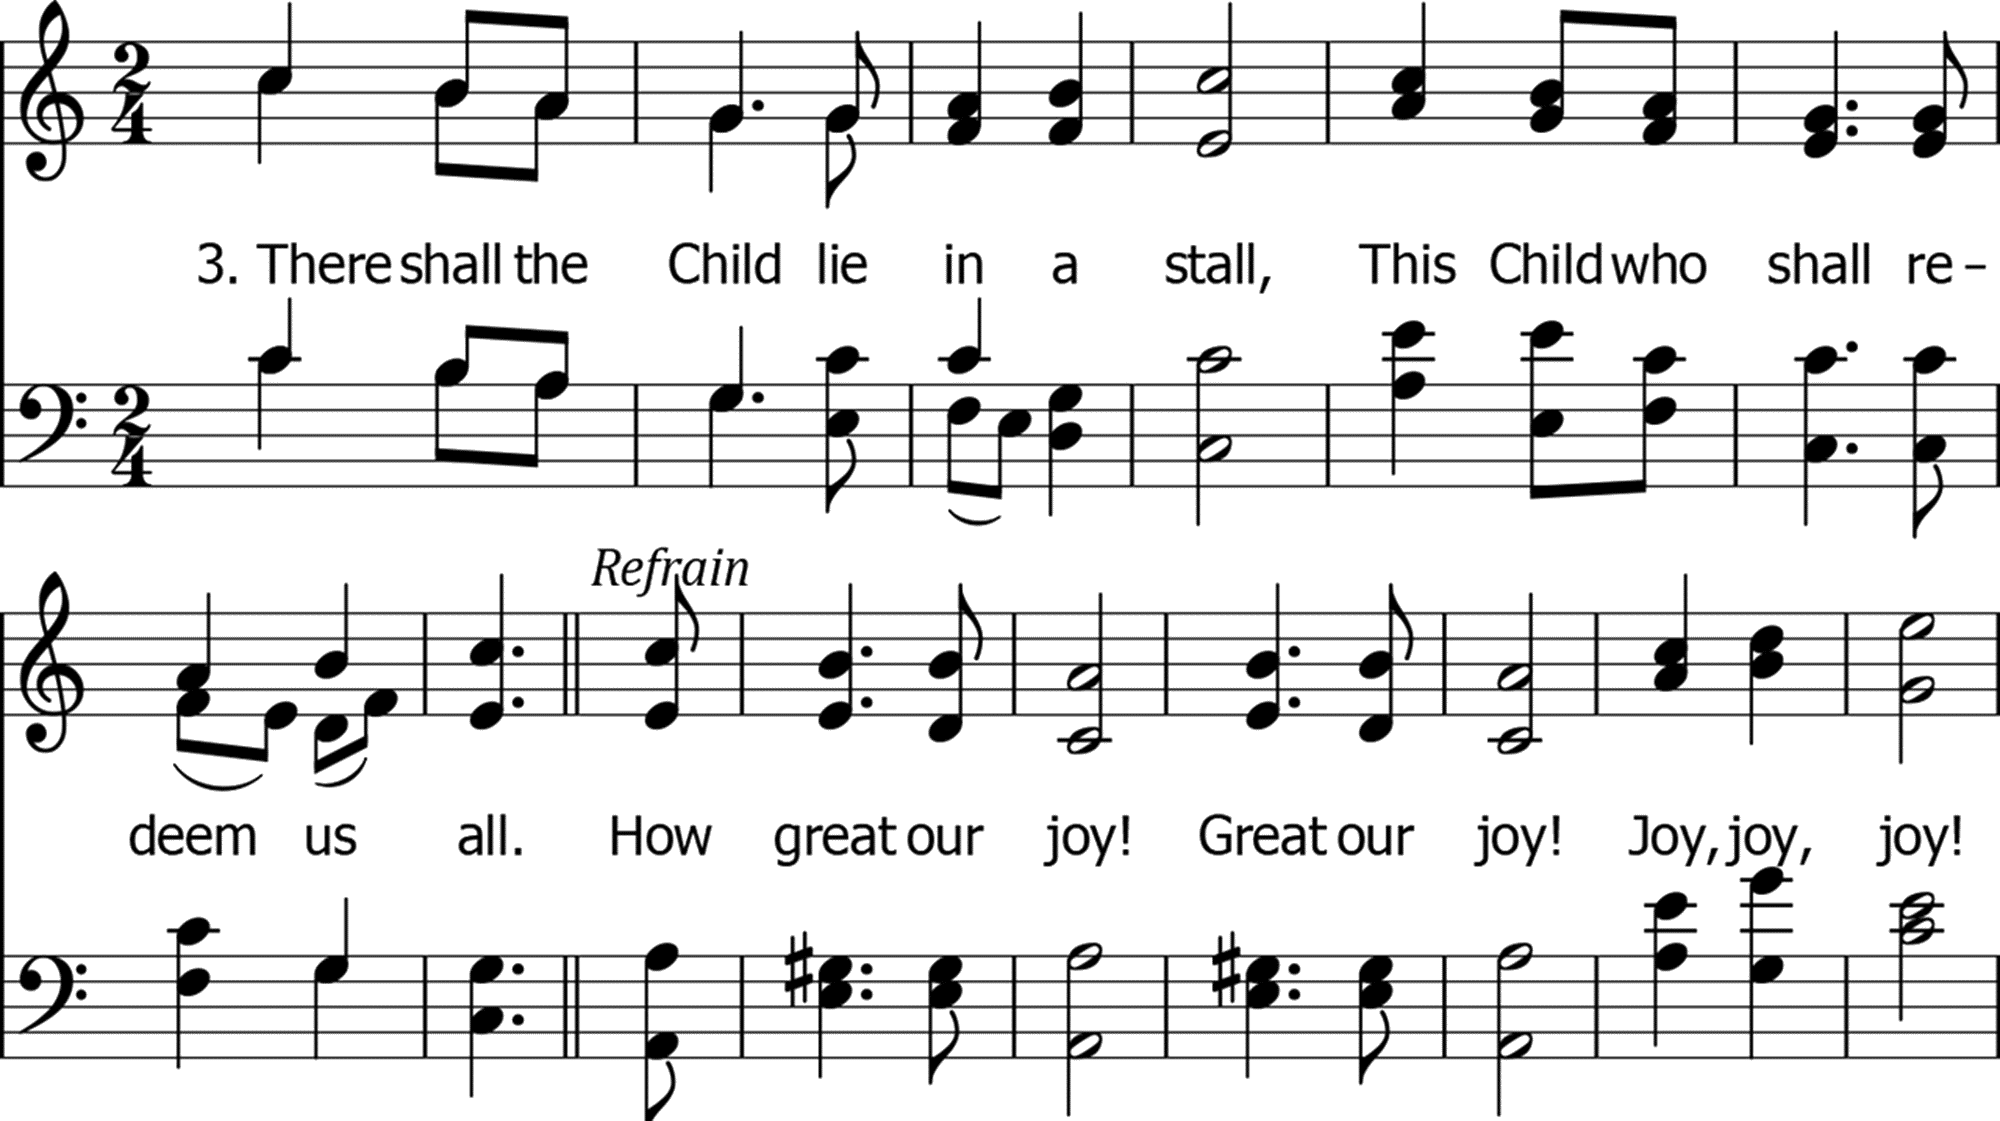 3. There shall the Child lie in a stall, This Child who shall re –
Refrain
deem us all. How great our joy! Great our joy! Joy, joy, joy!